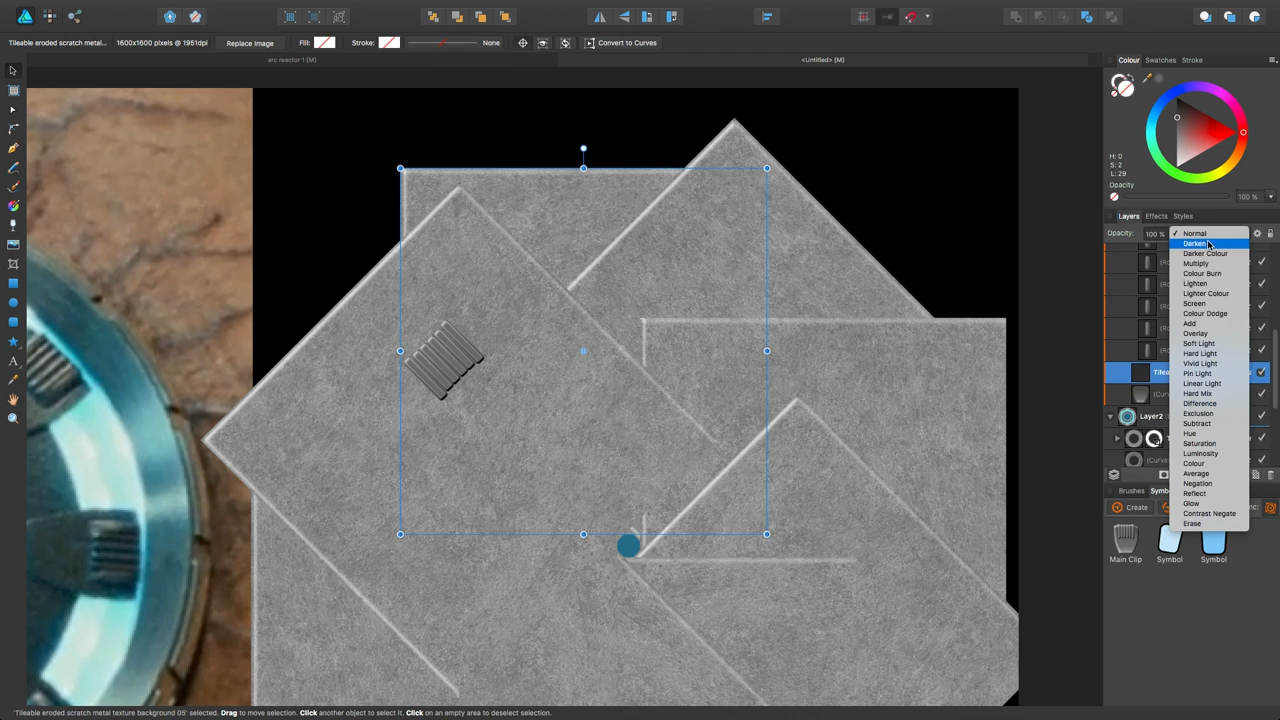 Tileable eroded scratch metal... 1600x1600 pixels @ 1951dpi Replace Image Fill: Stroke: None Convert to Curves
arc reactor 1 [M] <Untitled> [M]
Colour Swatches Stroke
H: 0
S: 2
L: 29
Opacity
100 %
Layers Effects Styles
Opacity: 100 %
Normal
Darken
Darker Colour
Multiply
Colour Burn
Lighten
Lighter Colour
Screen
Colour Dodge
Add
Overlay
Soft Light
Hard Light
Vivid Light
Pin Light
Linear Light
Hard Mix
Difference
Exclusion
Subtract
Hue
Saturation
Luminosity
Colour
Average
Negation
Reflect
Glow
Contrast Negate
Erase
Layer2
Brushes
Create
Main Clip Symbol Symbol
'Tileable eroded scratch metal texture background 05' selected. Drag to move selection. Click another object to select it. Click on an empty area to deselect selection.